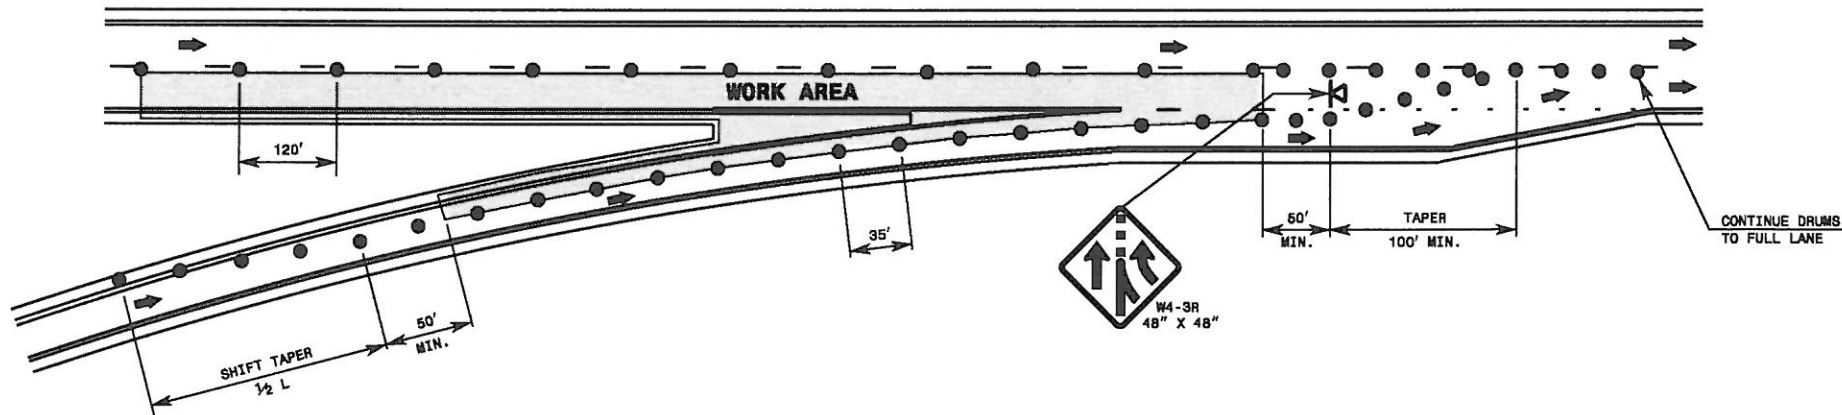 WORK AREA
120'
35'
50'
MIN.
TAPER
100' MIN.
CONTINUE DRUMS
TO FULL LANE
W4-3R
48" X 48"
50'
MIN.
SHIFT TAPER
½ L